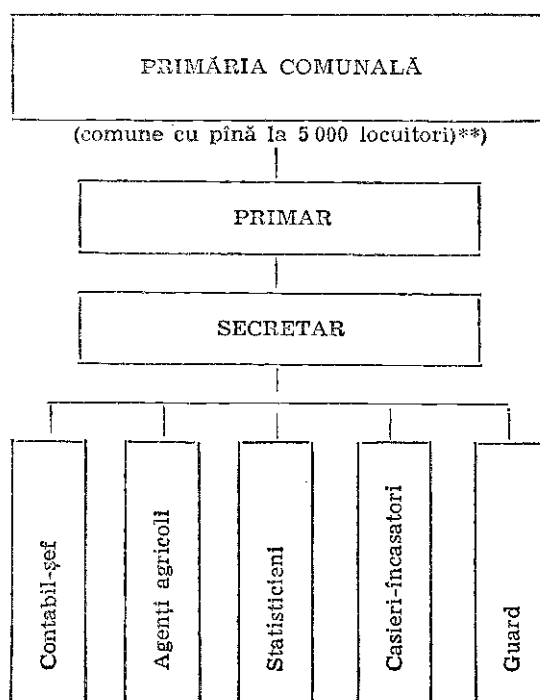 PRIMĂRIA COMUNALĂ
(comune cu pînă la 5 000 locuitori)**)
PRIMAR
SECRETAR
Contabil-şef
Agenţi agricoli
Statisticieni
Casieri-încasatori
Guard